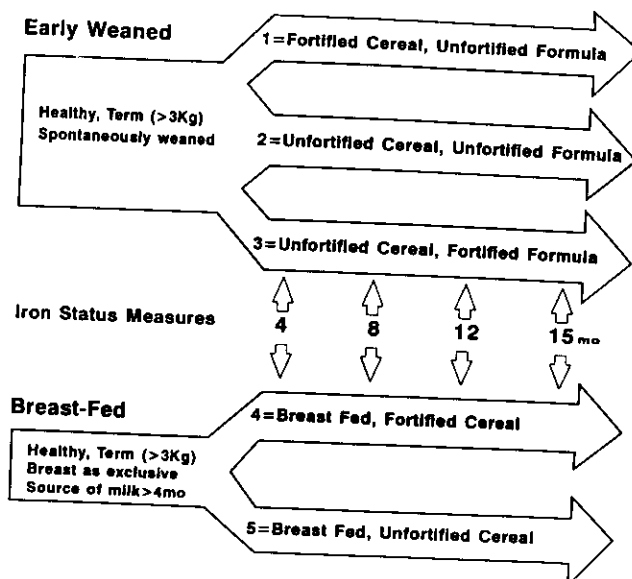 Early Weaned
1=Fortified Cereal, Unfortified Formula
Healthy, Term (>3Kg)
Spontaneously weaned
2=Unfortified Cereal, Unfortified Formula
3=Unfortified Cereal, Fortified Formula
Iron Status Measures
4 8 12 15 mo
Breast-Fed
4=Breast Fed, Fortified Cereal
Healthy, Term (>3Kg)
Breast as exclusive
Source of milk>4mo
5=Breast Fed, Unfortified Cereal